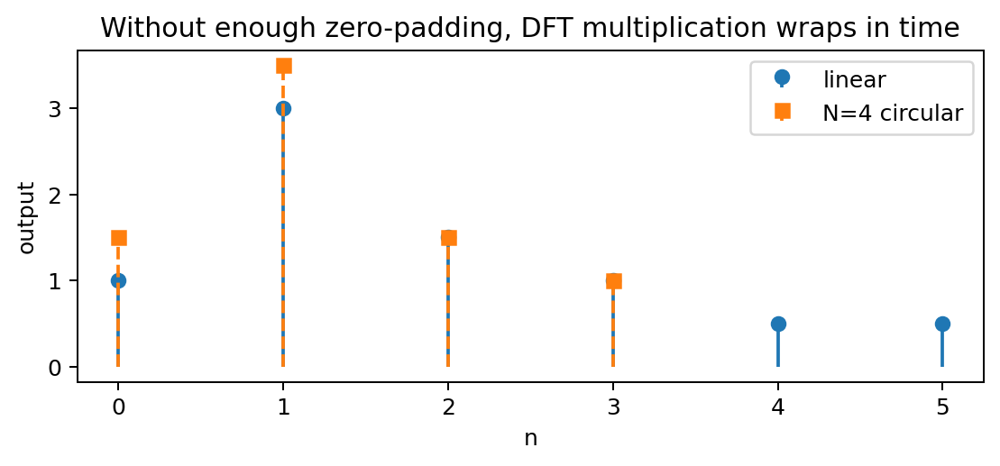 Without enough zero-padding, DFT multiplication wraps in time
linear
N=4 circular
output
3
2
1
0
0 1 2 3 4 5
n